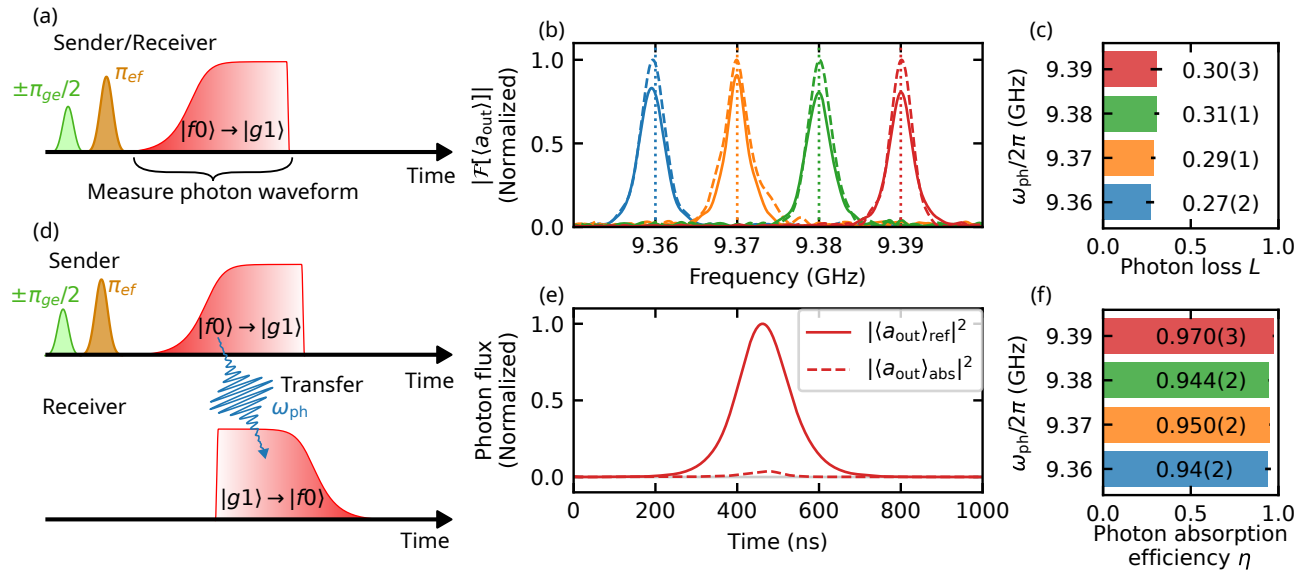 (a)
Sender/Receiver
±π_ge/2
π_ef
|f0⟩ → |g1⟩
Time
Measure photon waveform
(b)
|ℱ[⟨a_out⟩]|
(Normalized)
1.0
0.5
0.0
9.36
9.37
9.38
9.39
Frequency (GHz)
(c)
ω_ph/2π (GHz)
9.39
0.30(3)
9.38
0.31(1)
9.37
0.29(1)
9.36
0.27(2)
0.0
0.5
1.0
Photon loss L
(d)
Sender
±π_ge/2
π_ef
|f0⟩ → |g1⟩
Time
Transfer
ω_ph
Receiver
|g1⟩ → |f0⟩
Time
(e)
Photon flux
(Normalized)
1.0
0.5
0.0
|⟨a_out⟩_ref|²
|⟨a_out⟩_abs|²
0
200
400
600
800
1000
Time (ns)
(f)
ω_ph/2π (GHz)
9.39
0.970(3)
9.38
0.944(2)
9.37
0.950(2)
9.36
0.94(2)
0.0
0.5
1.0
Photon absorption
efficiency η